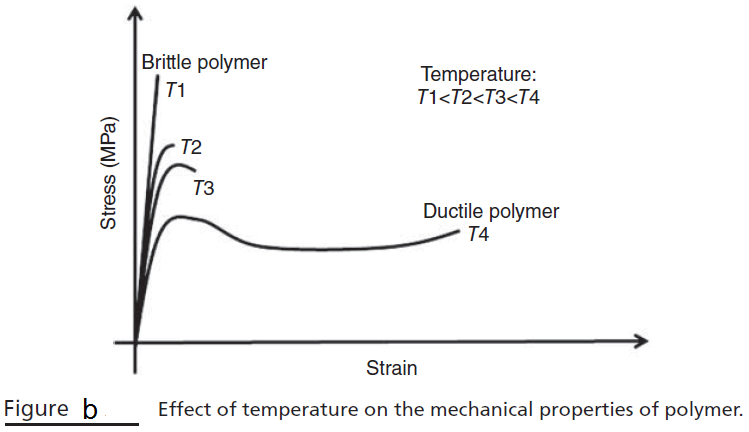 Brittle polymer
T1
Temperature:
T1<T2<T3<T4
T2
T3
Stress (MPa)
Ductile polymer
T4
Strain
Figure b Effect of temperature on the mechanical properties of polymer.